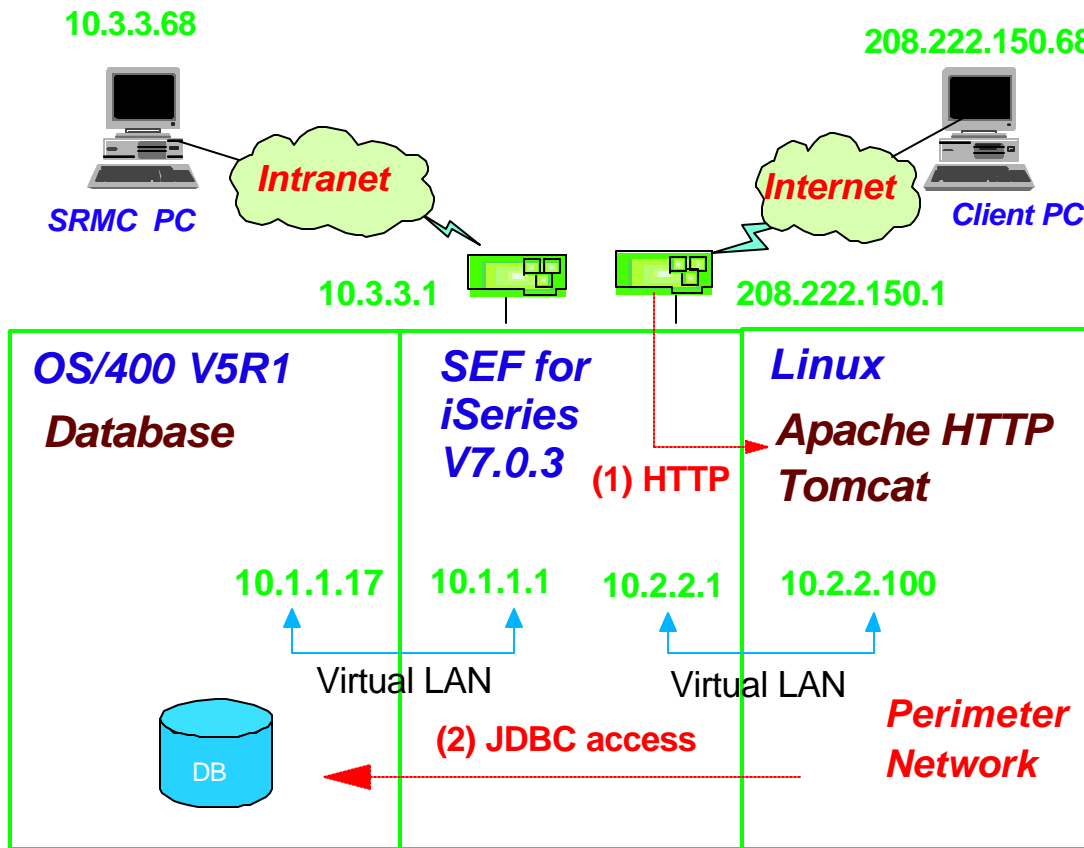 10.3.3.68
208.222.150.68
Intranet
Internet
SRMC PC
Client PC
10.3.3.1
208.222.150.1
OS/400 V5R1
Database
SEF for
iSeries
V7.0.3
Linux
Apache HTTP
Tomcat
(1) HTTP
10.1.1.17
10.1.1.1
10.2.2.1
10.2.2.100
Virtual LAN
Virtual LAN
(2) JDBC access
Perimeter
Network
DB